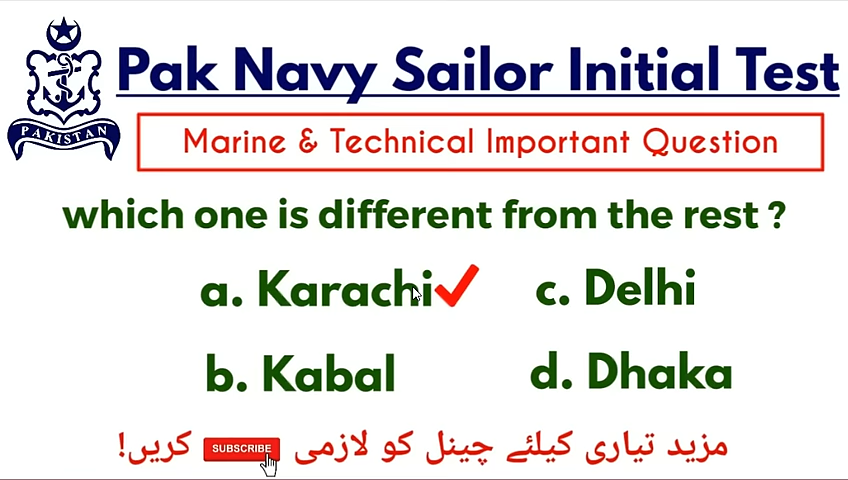 Pak Navy Sailor Initial Test
PAKISTAN
Marine & Technical Important Question
which one is different from the rest ?
a. Karachi
c. Delhi
b. Kabal
d. Dhaka
مزید تیاری کیلئے چینل کو لازمی SUBSCRIBE کریں!